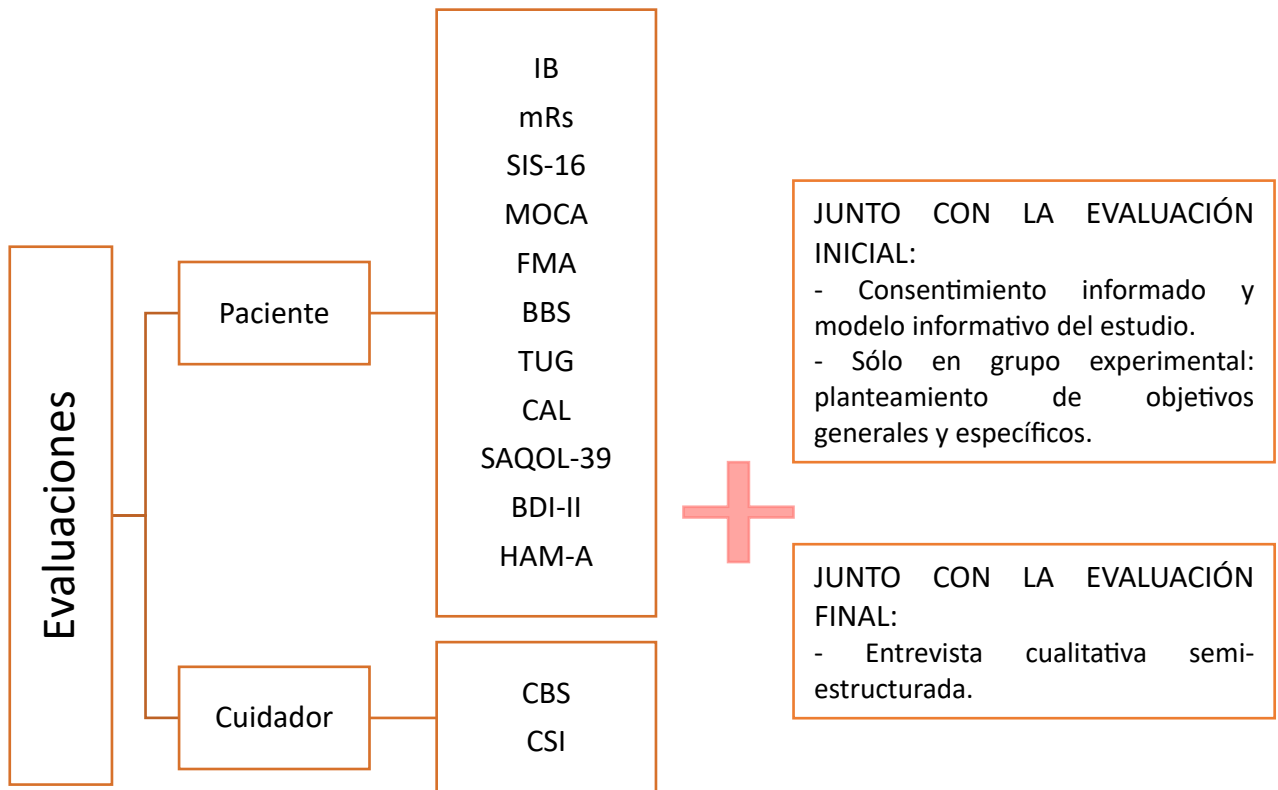 Evaluaciones
Paciente
IB
mRs
SIS-16
MOCA
FMA
BBS
TUG
CAL
SAQOL-39
BDI-II
HAM-A
Cuidador
CBS
CSI
JUNTO CON LA EVALUACIÓN
INICIAL:
- Consentimiento informado y
modelo informativo del estudio.
- Sólo en grupo experimental:
planteamiento de objetivos
generales y específicos.
JUNTO CON LA EVALUACIÓN
FINAL:
- Entrevista cualitativa semi-
estructurada.